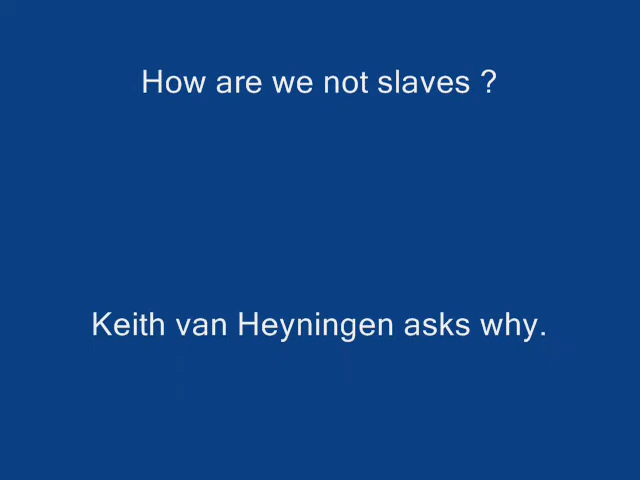 How are we not slaves ?
Keith van Heyningen asks why.